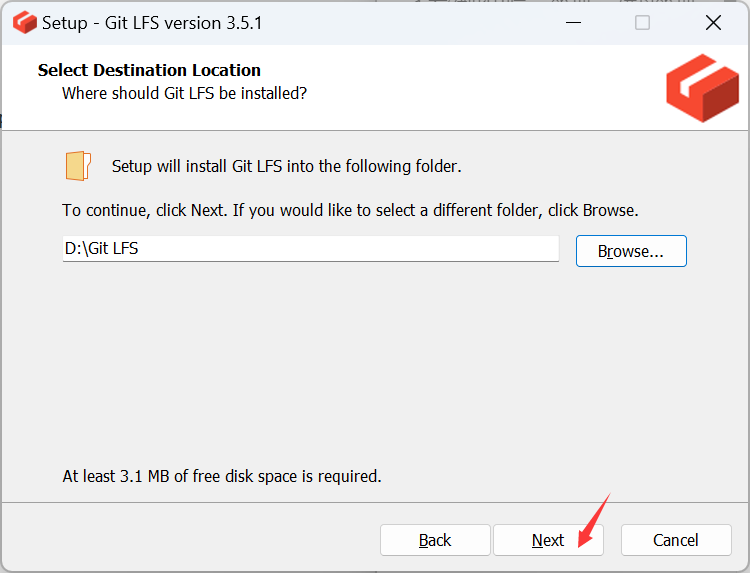 Setup - Git LFS version 3.5.1
Select Destination Location
Where should Git LFS be installed?
Setup will install Git LFS into the following folder.
To continue, click Next. If you would like to select a different folder, click Browse.
D:\Git LFS
Browse...
At least 3.1 MB of free disk space is required.
Back
Next
Cancel